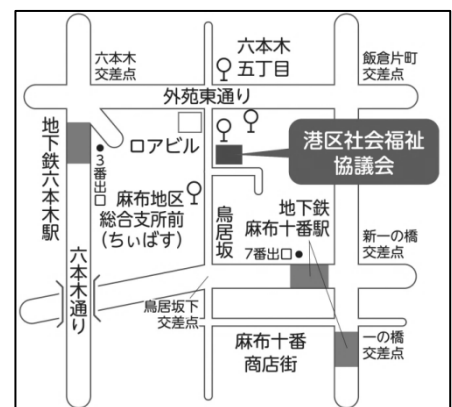 六本木
交差点
六本木
五丁目
飯倉片町
交差点
外苑東通り
地下鉄六本木駅
3番出口
ロアビル
港区社会福祉
協議会
麻布地区
総合支所前
(ちぃばす)
鳥居坂
地下鉄
麻布十番駅
7番出口
新一の橋
交差点
六本木通り
鳥居坂下
交差点
麻布十番
商店街
一の橋
交差点